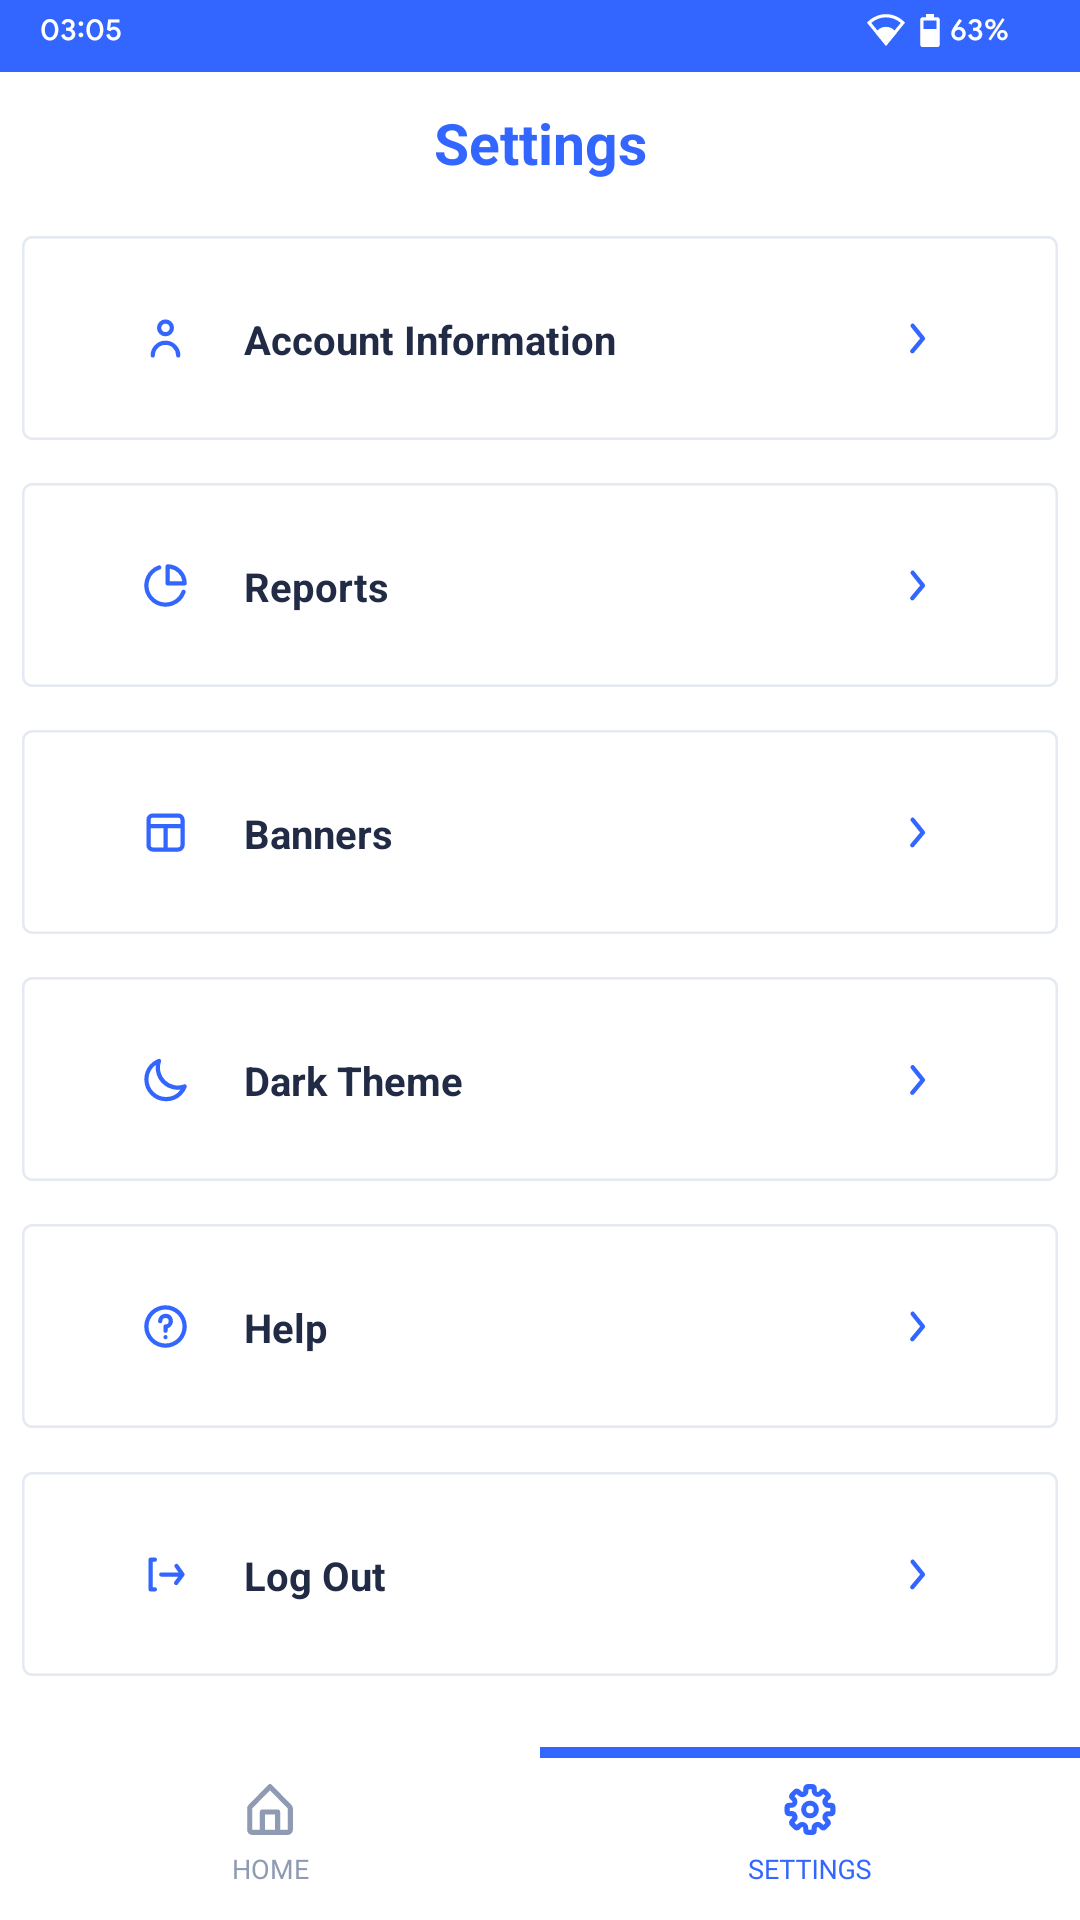 03:05
63%
Settings
Account Information
Reports
Banners
Dark Theme
Help
Log Out
HOME
SETTINGS